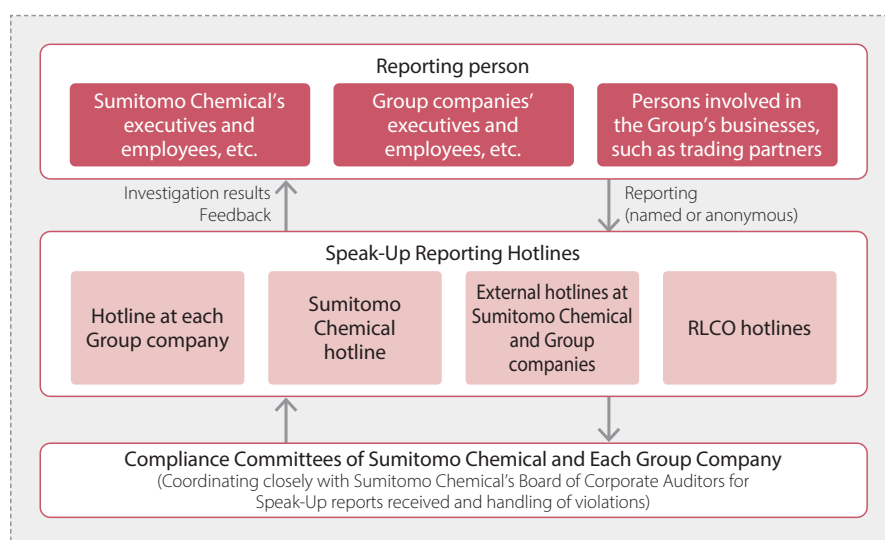 Reporting person
Sumitomo Chemical’s
executives and
employees, etc.
Group companies’
executives and
employees, etc.
Persons involved in
the Group’s businesses,
such as trading partners
Investigation results
Feedback
Reporting
(named or anonymous)
Speak-Up Reporting Hotlines
Hotline at each
Group company
Sumitomo
Chemical
hotline
External hotlines at
Sumitomo Chemical
and Group
companies
RLCO hotlines
Compliance Committees of Sumitomo Chemical and Each Group Company
(Coordinating closely with Sumitomo Chemical’s Board of Corporate Auditors for
Speak-Up reports received and handling of violations)